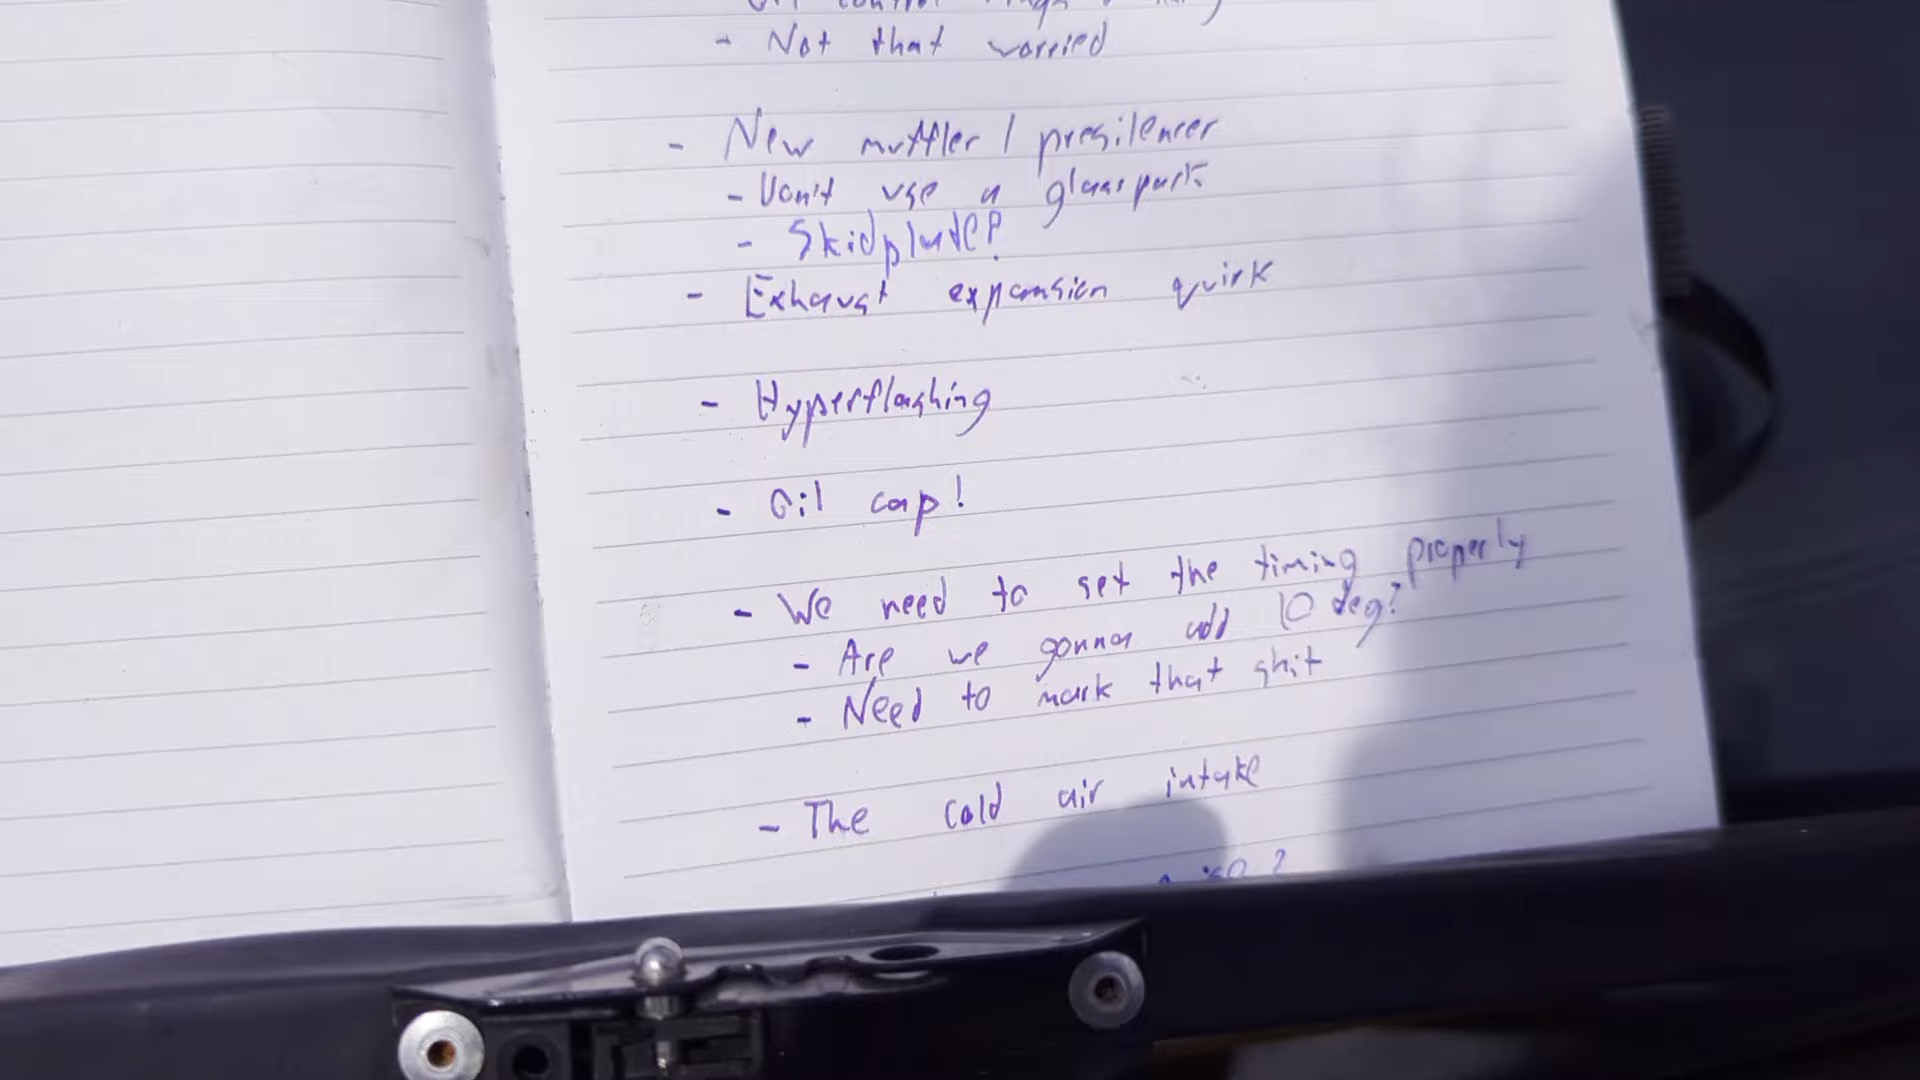 - Not that worried
- New muffler / presilencer
- Don't use a glasspack
- Skidplate?
- Exhaust expansion quirk
- Hyperflashing
- Oil cap!
- We need to set the timing properly
- Are we gonna add 10 deg?
- Need to mark that shit
- The cold air intake